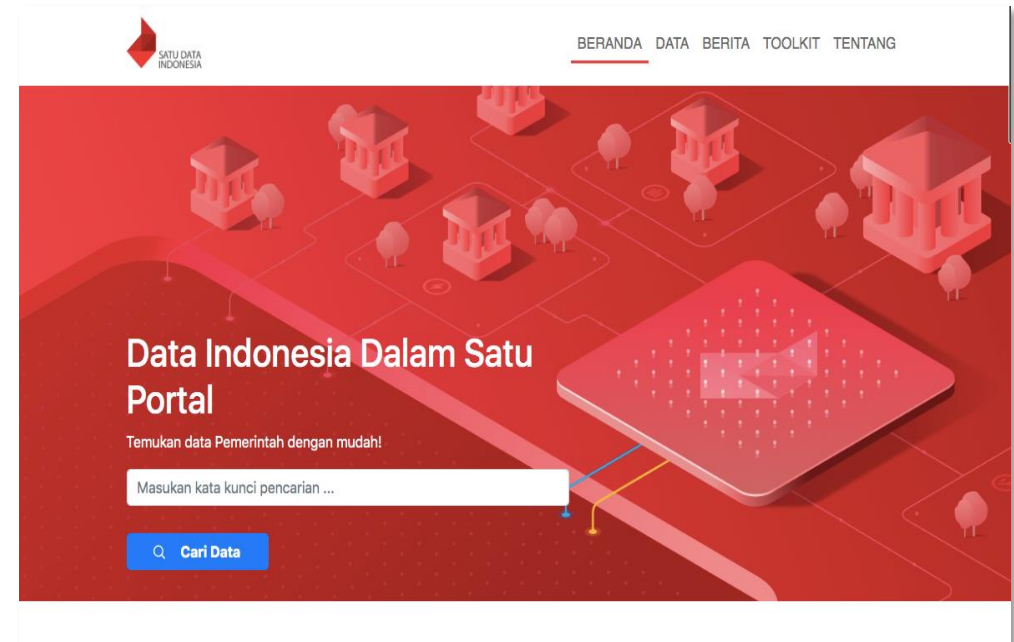 SATU DATA
INDONESIA
BERANDA DATA BERITA TOOLKIT TENTANG
Data Indonesia Dalam Satu
Portal
Temukan data Pemerintah dengan mudah!
Masukan kata kunci pencarian ...
Cari Data